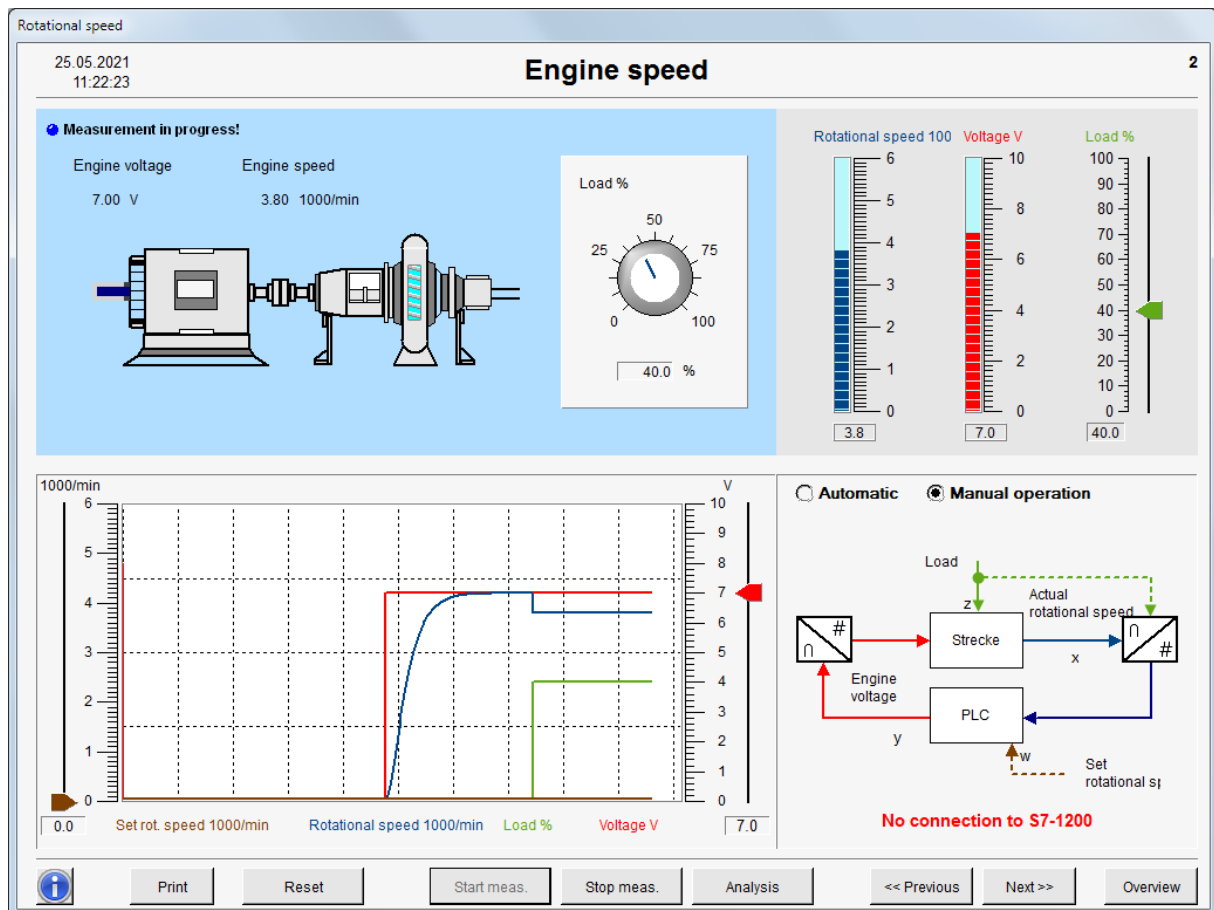 Rotational speed
25.05.2021
11:22:23
Engine speed
2
Measurement in progress!
Engine voltage
Engine speed
7.00 V
3.80 1000/min
Load %
50
25
75
0
100
40.0 %
Rotational speed 100
Voltage V
Load %
6
5
4
3
2
1
0
3.8
10
8
6
4
2
0
7.0
100
90
80
70
60
50
40
30
20
10
0
40.0
1000/min
6
5
4
3
2
1
0
0.0
V
10
9
8
7
6
5
4
3
2
1
0
7.0
Set rot. speed 1000/min
Rotational speed 1000/min
Load %
Voltage V
Automatic
Manual operation
Load
z
Actual
rotational speed
#
∩
Strecke
∩
#
x
Engine
voltage
PLC
y
w
Set
rotational sp
No connection to S7-1200
Print
Reset
Start meas.
Stop meas.
Analysis
<< Previous
Next >>
Overview